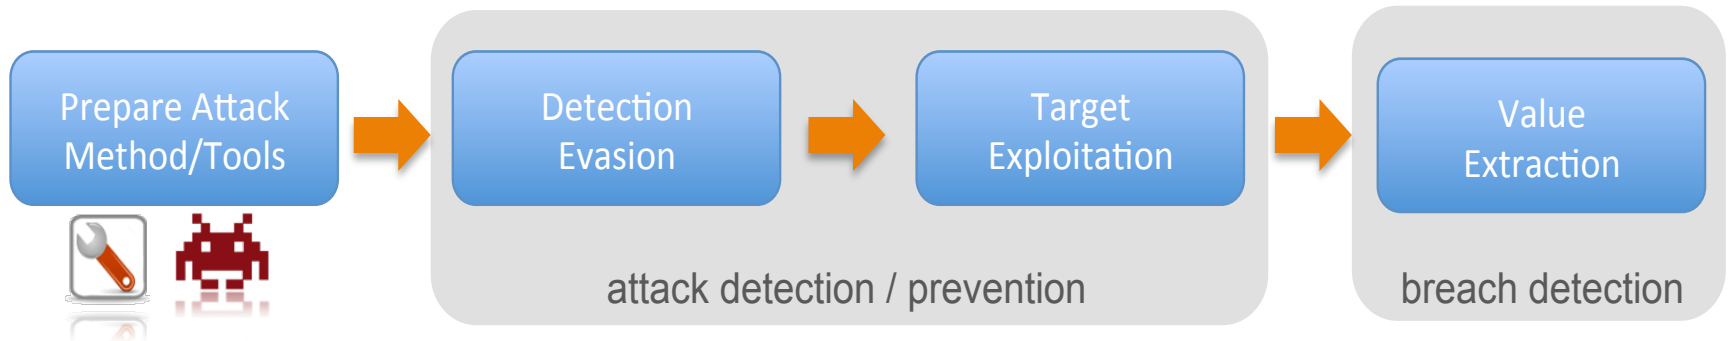 Prepare Attack
Method/Tools
Detection
Evasion
Target
Exploitation
Value
Extraction
attack detection / prevention
breach detection